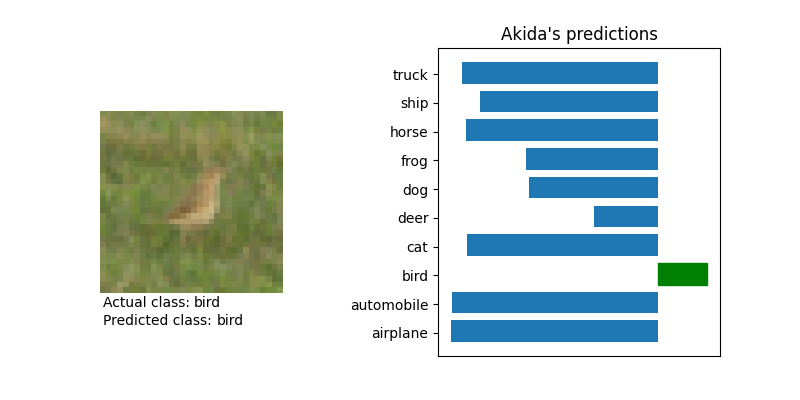 Akida's predictions
truck
ship
horse
frog
dog
deer
cat
bird
automobile
airplane
Actual class: bird
Predicted class: bird